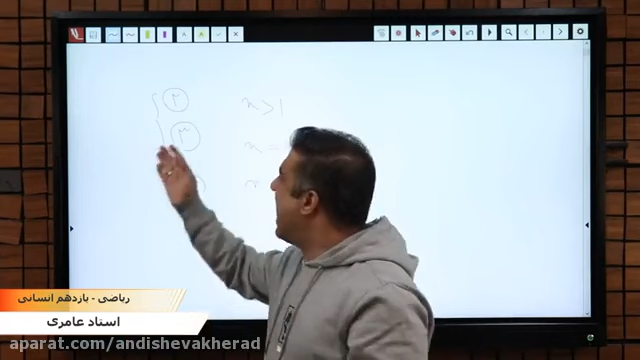 ۲ x > 1
۳ x =
ریاضی - یازدهم انسانی
استاد عامری
aparat.com/andishevakherad